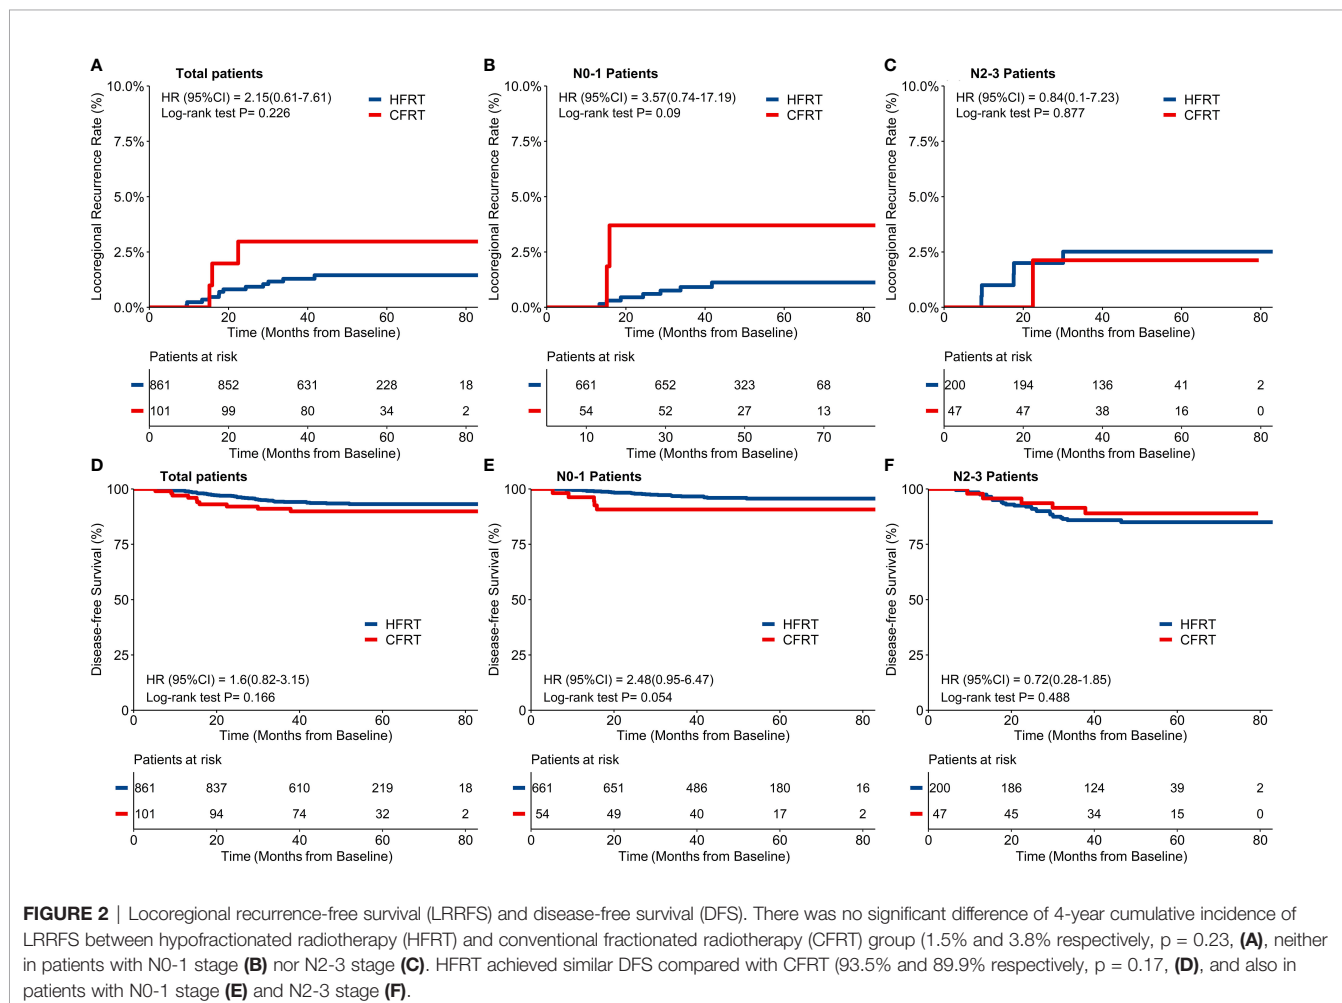 A
Total patients
HR (95%CI) = 2.15(0.61-7.61)
Log-rank test P= 0.226
HFRT
CFRT
Locoregional Recurrence Rate (%)
10.0%
7.5%
5.0%
2.5%
0.0%
0 20 40 60 80
Time (Months from Baseline)
Patients at risk
861 852 631 228 18
101 99 80 34 2
0 20 40 60 80
Time (Months from Baseline)
B
N0-1 Patients
HR (95%CI) = 3.57(0.74-17.19)
Log-rank test P= 0.09
HFRT
CFRT
Locoregional Recurrence Rate (%)
10.0%
7.5%
5.0%
2.5%
0.0%
0 20 40 60 80
Time (Months from Baseline)
Patients at risk
661 652 323 68
54 52 27 13
10 30 50 70
Time (Months from Baseline)
C
N2-3 Patients
HR (95%CI) = 0.84(0.1-7.23)
Log-rank test P= 0.877
HFRT
CFRT
Locoregional Recurrence Rate (%)
10.0%
7.5%
5.0%
2.5%
0.0%
0 20 40 60 80
Time (Months from Baseline)
Patients at risk
200 194 136 41 2
47 47 38 16 0
0 20 40 60 80
Time (Months from Baseline)
D
Total patients
Disease-free Survival (%)
100
75
50
25
0
HFRT
CFRT
HR (95%CI) = 1.6(0.82-3.15)
Log-rank test P= 0.166
0 20 40 60 80
Time (Months from Baseline)
Patients at risk
861 837 610 219 18
101 94 74 32 2
0 20 40 60 80
Time (Months from Baseline)
E
N0-1 Patients
Disease-free Survival (%)
100
75
50
25
0
HFRT
CFRT
HR (95%CI) = 2.48(0.95-6.47)
Log-rank test P= 0.054
0 20 40 60 80
Time (Months from Baseline)
Patients at risk
661 651 486 180 16
54 49 40 17 2
0 20 40 60 80
Time (Months from Baseline)
F
N2-3 Patients
Disease-free Survival (%)
100
75
50
25
0
HFRT
CFRT
HR (95%CI) = 0.72(0.28-1.85)
Log-rank test P= 0.488
0 20 40 60 80
Time (Months from Baseline)
Patients at risk
200 186 124 39 2
47 45 34 15 0
0 20 40 60 80
Time (Months from Baseline)
FIGURE 2 | Locoregional recurrence-free survival (LRRFS) and disease-free survival (DFS). There was no significant difference of 4-year cumulative incidence of
LRRFS between hypofractionated radiotherapy (HFRT) and conventional fractionated radiotherapy (CFRT) group (1.5% and 3.8% respectively, p = 0.23, (A), neither
in patients with N0-1 stage (B) nor N2-3 stage (C). HFRT achieved similar DFS compared with CFRT (93.5% and 89.9% respectively, p = 0.17, (D), and also in
patients with N0-1 stage (E) and N2-3 stage (F).